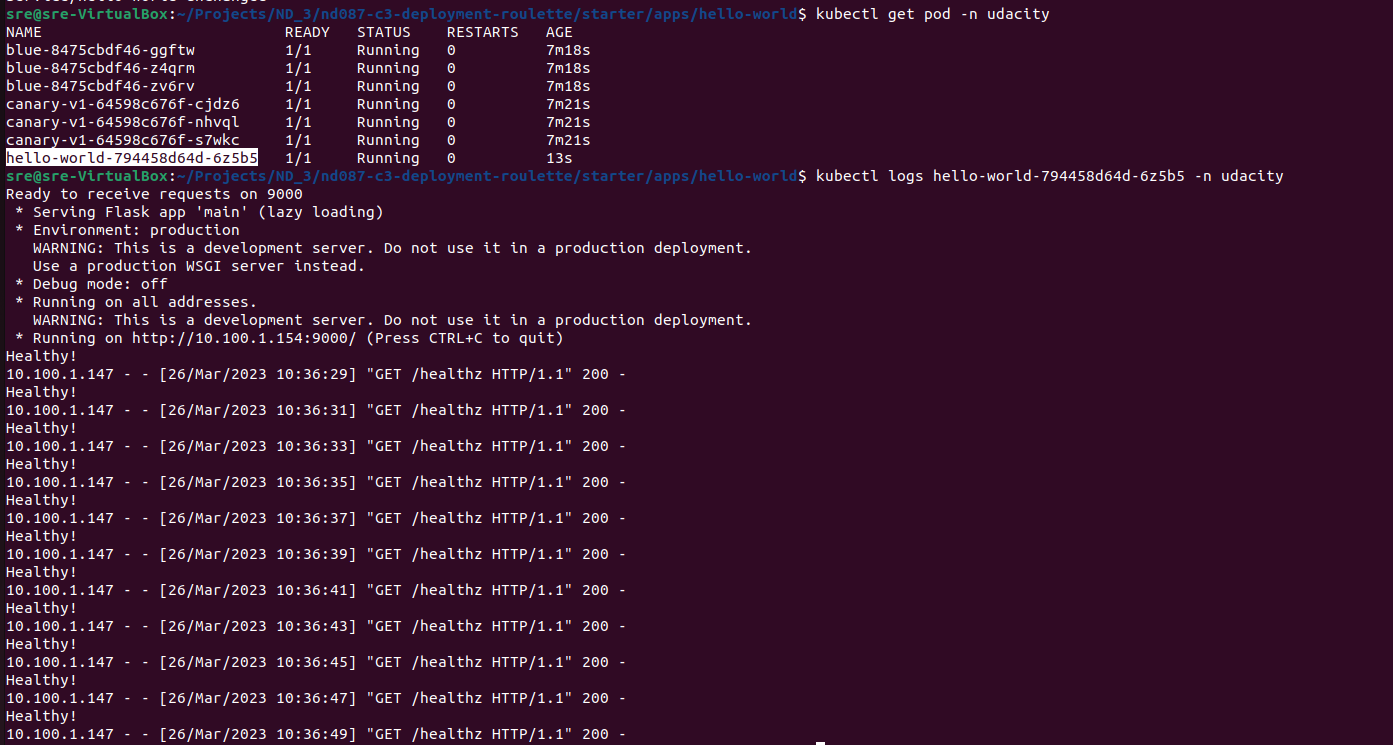 sre@sre-VirtualBox:~/Projects/ND_3/nd087-c3-deployment-roulette/starter/apps/hello-world$ kubectl get pod -n udacity
NAME                           READY   STATUS    RESTARTS   AGE
blue-8475cbdf46-ggftw          1/1     Running   0          7m18s
blue-8475cbdf46-z4qrm          1/1     Running   0          7m18s
blue-8475cbdf46-zv6rv          1/1     Running   0          7m18s
canary-v1-64598c676f-cjdz6     1/1     Running   0          7m21s
canary-v1-64598c676f-nhvql     1/1     Running   0          7m21s
canary-v1-64598c676f-s7wkc     1/1     Running   0          7m21s
hello-world-794458d64d-6z5b5   1/1     Running   0          13s
sre@sre-VirtualBox:~/Projects/ND_3/nd087-c3-deployment-roulette/starter/apps/hello-world$ kubectl logs hello-world-794458d64d-6z5b5 -n udacity
Ready to receive requests on 9000
 * Serving Flask app 'main' (lazy loading)
 * Environment: production
   WARNING: This is a development server. Do not use it in a production deployment.
   Use a production WSGI server instead.
 * Debug mode: off
 * Running on all addresses.
   WARNING: This is a development server. Do not use it in a production deployment.
 * Running on http://10.100.1.154:9000/ (Press CTRL+C to quit)
Healthy!
10.100.1.147 - - [26/Mar/2023 10:36:29] "GET /healthz HTTP/1.1" 200 -
Healthy!
10.100.1.147 - - [26/Mar/2023 10:36:31] "GET /healthz HTTP/1.1" 200 -
Healthy!
10.100.1.147 - - [26/Mar/2023 10:36:33] "GET /healthz HTTP/1.1" 200 -
Healthy!
10.100.1.147 - - [26/Mar/2023 10:36:35] "GET /healthz HTTP/1.1" 200 -
Healthy!
10.100.1.147 - - [26/Mar/2023 10:36:37] "GET /healthz HTTP/1.1" 200 -
Healthy!
10.100.1.147 - - [26/Mar/2023 10:36:39] "GET /healthz HTTP/1.1" 200 -
Healthy!
10.100.1.147 - - [26/Mar/2023 10:36:41] "GET /healthz HTTP/1.1" 200 -
Healthy!
10.100.1.147 - - [26/Mar/2023 10:36:43] "GET /healthz HTTP/1.1" 200 -
Healthy!
10.100.1.147 - - [26/Mar/2023 10:36:45] "GET /healthz HTTP/1.1" 200 -
Healthy!
10.100.1.147 - - [26/Mar/2023 10:36:47] "GET /healthz HTTP/1.1" 200 -
Healthy!
10.100.1.147 - - [26/Mar/2023 10:36:49] "GET /healthz HTTP/1.1" 200 -